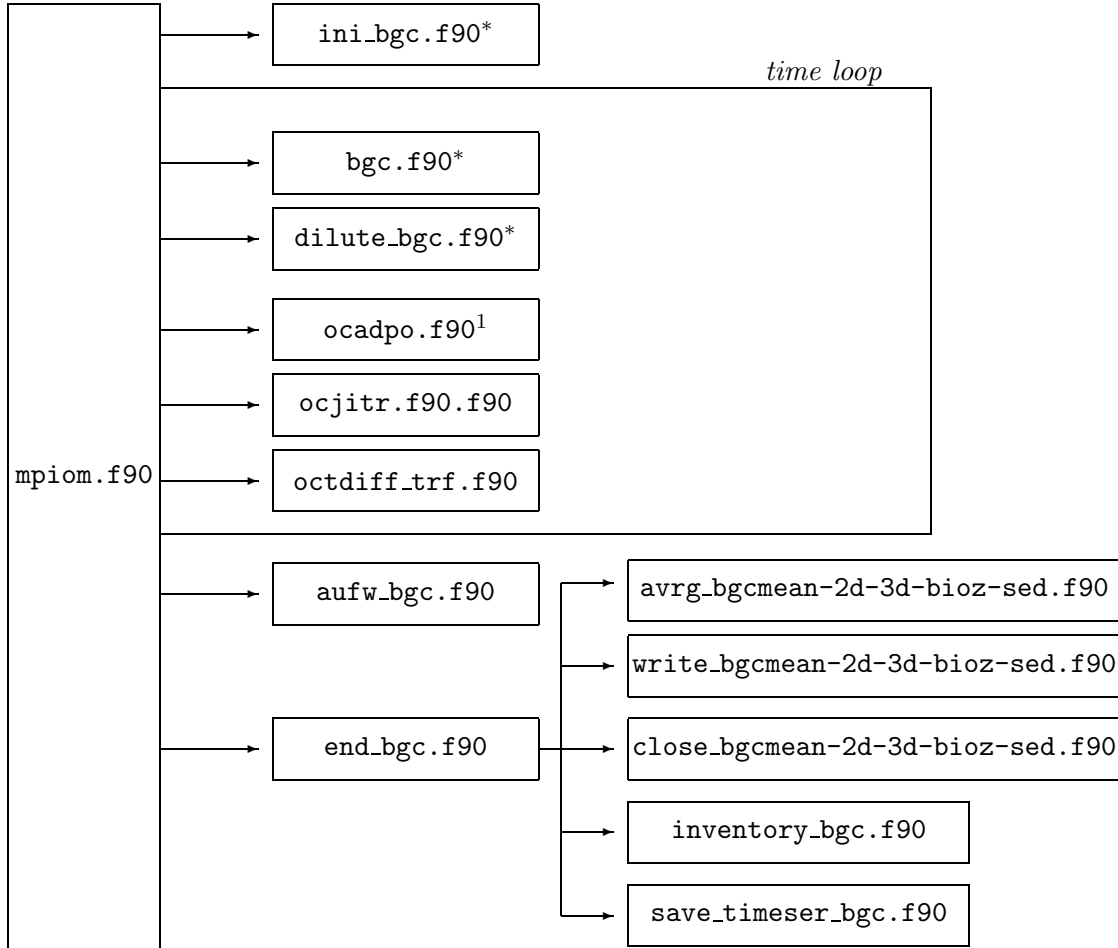 ini_bgc.f90*
time loop
bgc.f90*
dilute_bgc.f90*
ocadpo.f90¹
ocjitr.f90.f90
mpiom.f90
octdiff_trf.f90
aufw_bgc.f90
avrg_bgcmean-2d-3d-bioz-sed.f90
write_bgcmean-2d-3d-bioz-sed.f90
end_bgc.f90
close_bgcmean-2d-3d-bioz-sed.f90
inventory_bgc.f90
save_timeser_bgc.f90